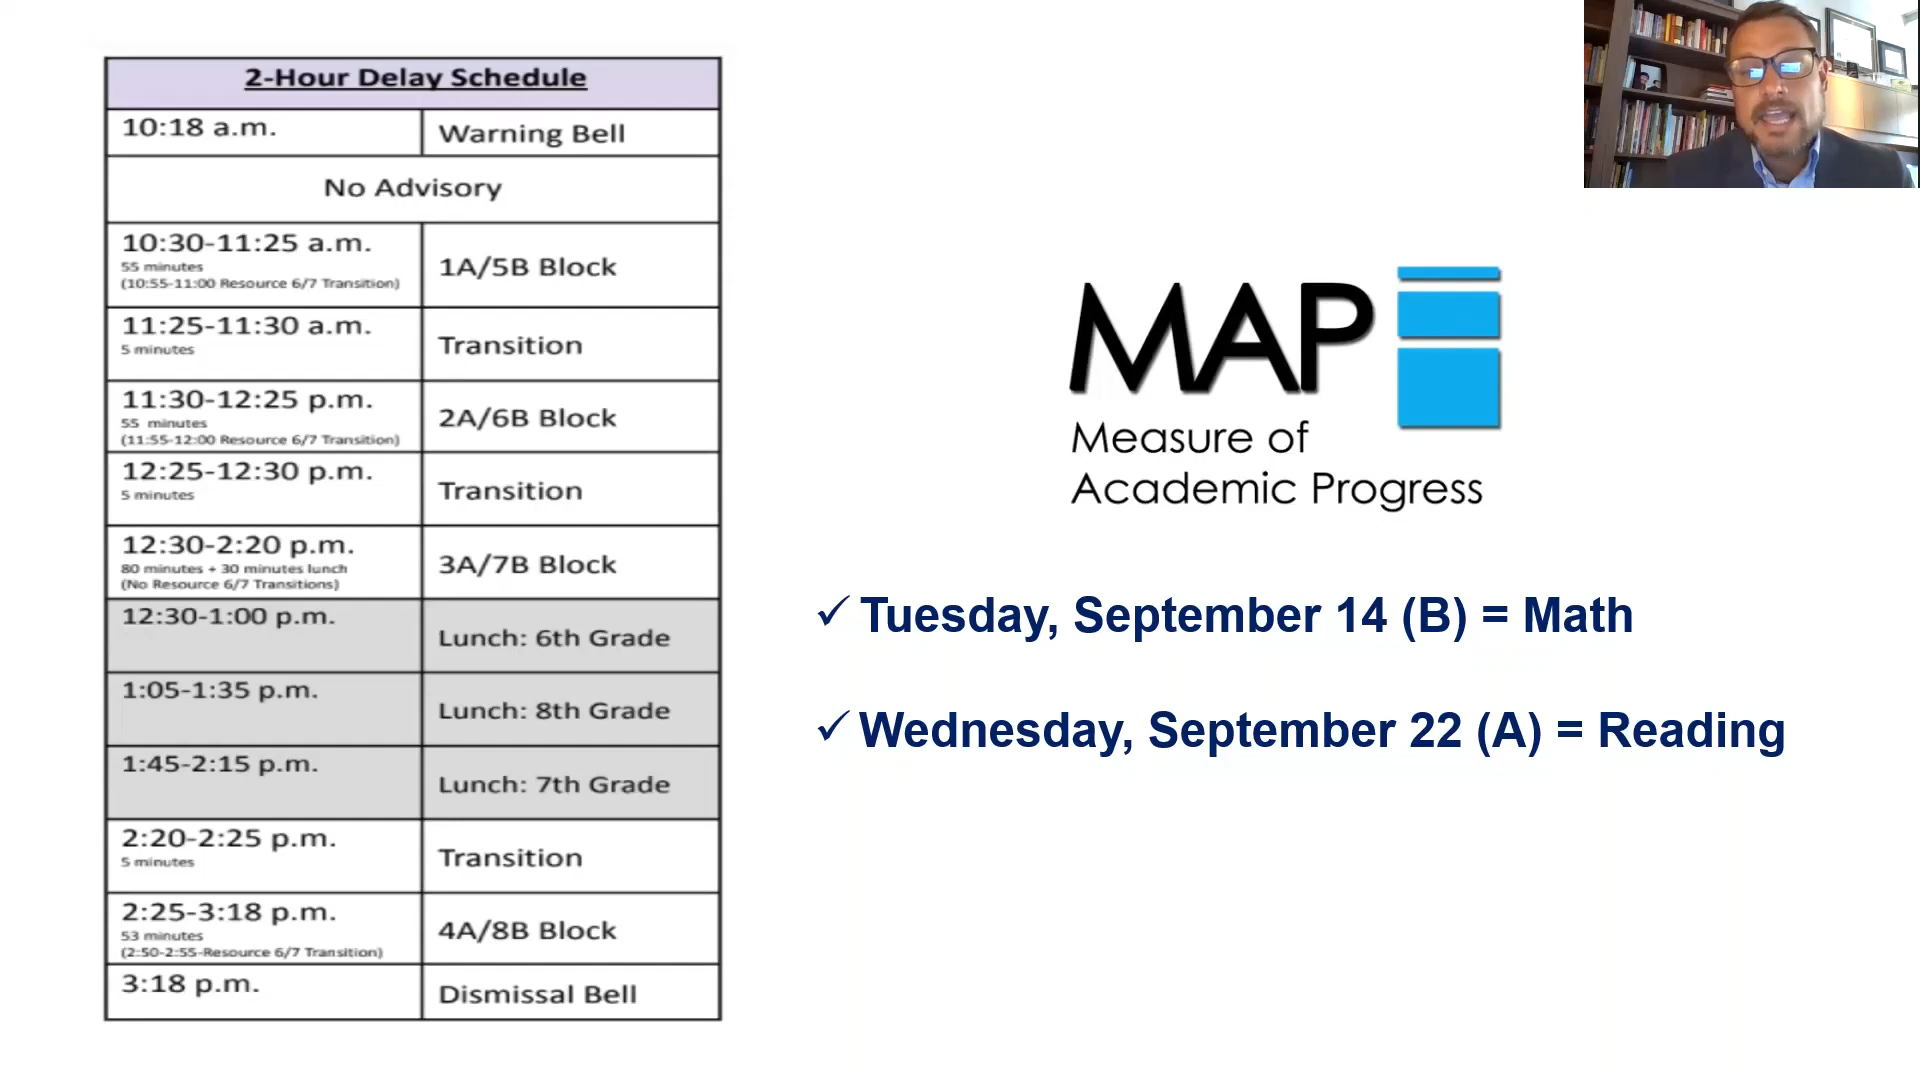 2-Hour Delay Schedule
10:18 a.m.
Warning Bell
No Advisory
10:30-11:25 a.m.
55 minutes
(10:55-11:00 Resource 6/7 Transition)
1A/5B Block
11:25-11:30 a.m.
5 minutes
Transition
11:30-12:25 p.m.
55 minutes
(11:55-12:00 Resource 6/7 Transition)
2A/6B Block
12:25-12:30 p.m.
5 minutes
Transition
12:30-2:20 p.m.
80 minutes + 30 minutes lunch
(No Resource 6/7 Transitions)
3A/7B Block
12:30-1:00 p.m.
Lunch: 6th Grade
1:05-1:35 p.m.
Lunch: 8th Grade
1:45-2:15 p.m.
Lunch: 7th Grade
2:20-2:25 p.m.
5 minutes
Transition
2:25-3:18 p.m.
53 minutes
(2:50-2:55-Resource 6/7 Transition)
4A/8B Block
3:18 p.m.
Dismissal Bell
MAP
Measure of
Academic Progress
✓ Tuesday, September 14 (B) = Math
✓ Wednesday, September 22 (A) = Reading